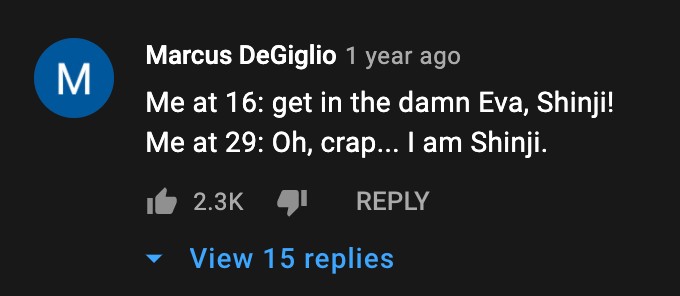 M
Marcus DeGiglio 1 year ago
Me at 16: get in the damn Eva, Shinji!
Me at 29: Oh, crap... I am Shinji.
2.3K REPLY
View 15 replies